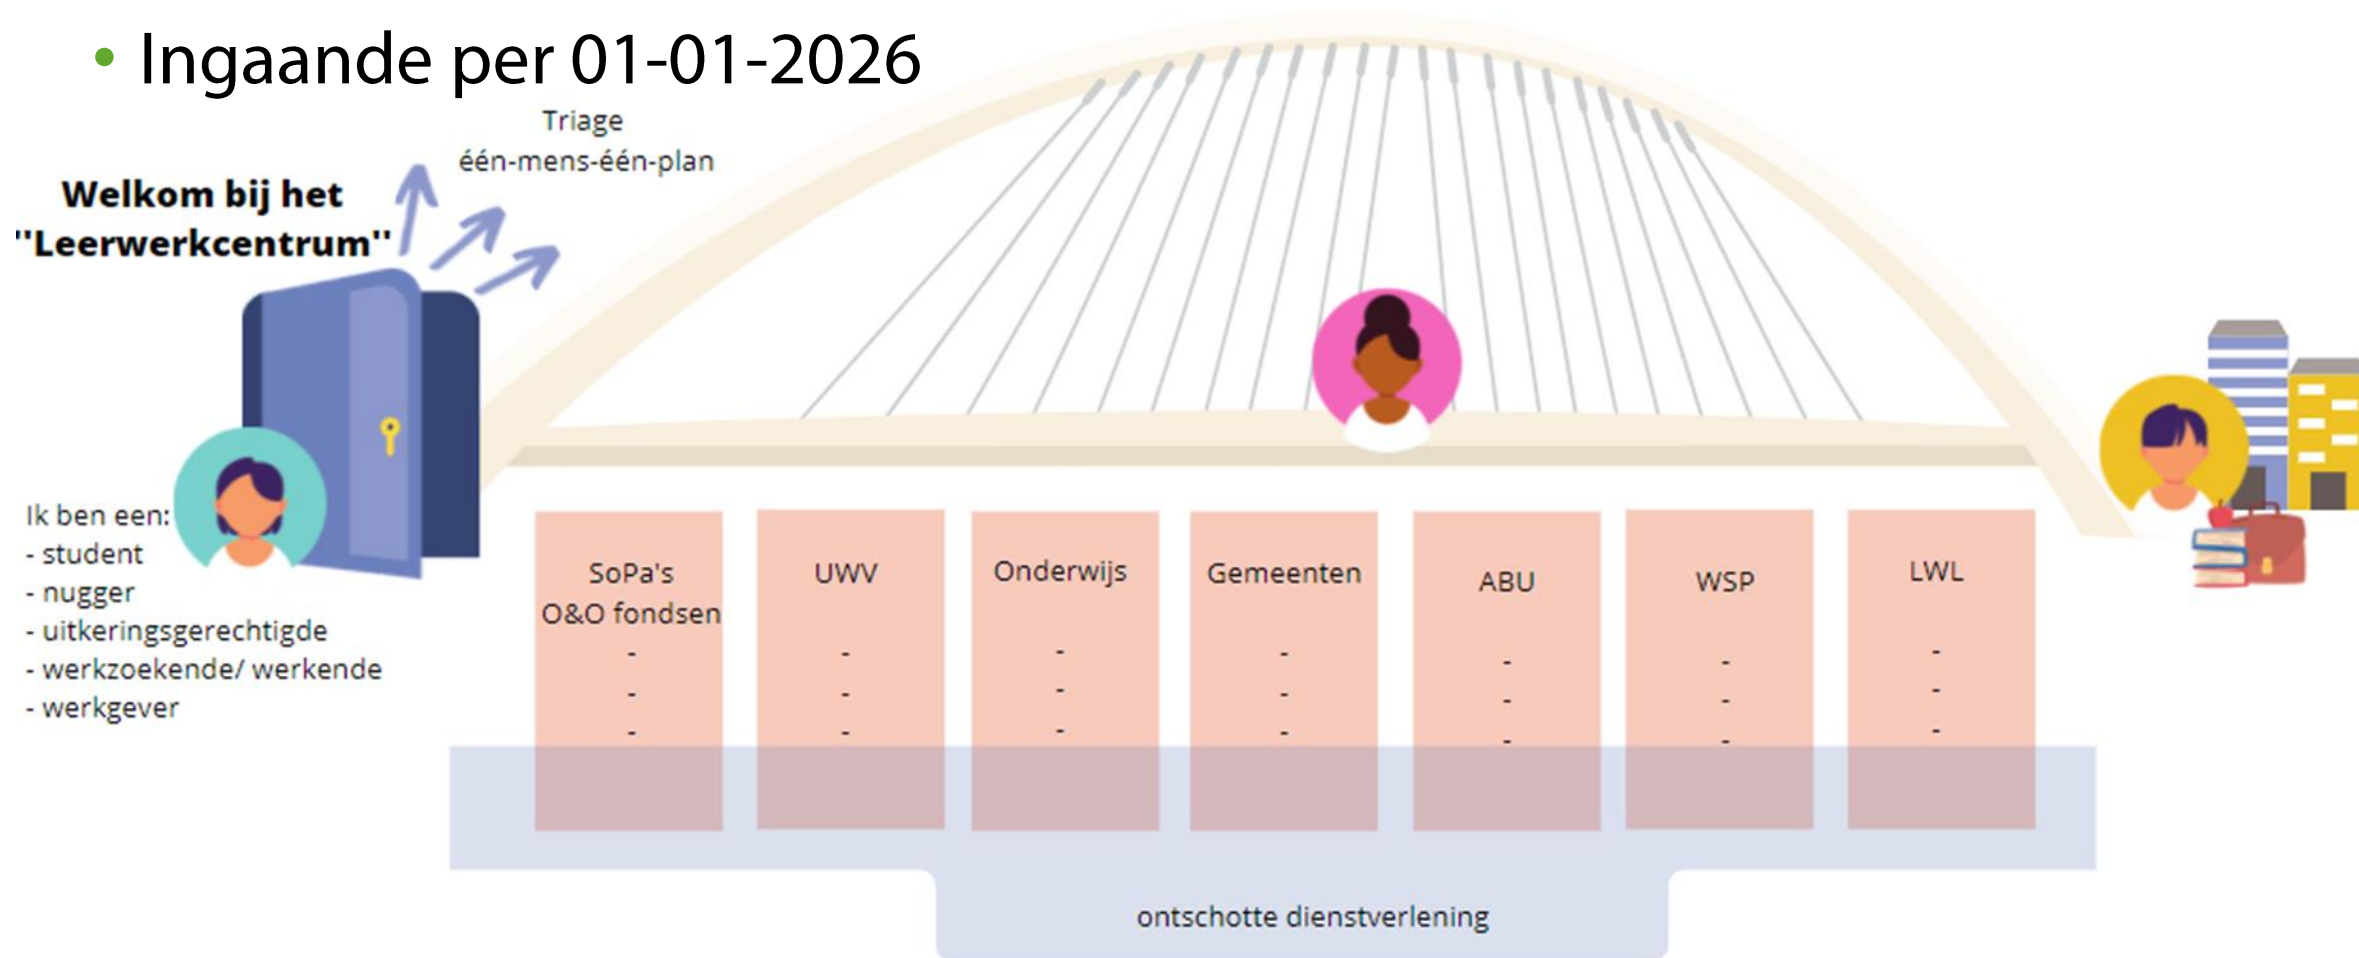 • Ingaande per 01-01-2026
Triage
één-mens-één-plan
Welkom bij het
''Leerwerkcentrum''
Ik ben een:
- student
- nugger
- uitkeringsgerechtigde
- werkzoekende/ werkende
- werkgever
SoPa's
O&O fondsen
-
-
-
UWV
-
-
-
Onderwijs
-
-
-
Gemeenten
-
-
-
ABU
-
-
-
WSP
-
-
-
LWL
-
-
-
ontschotte dienstverlening